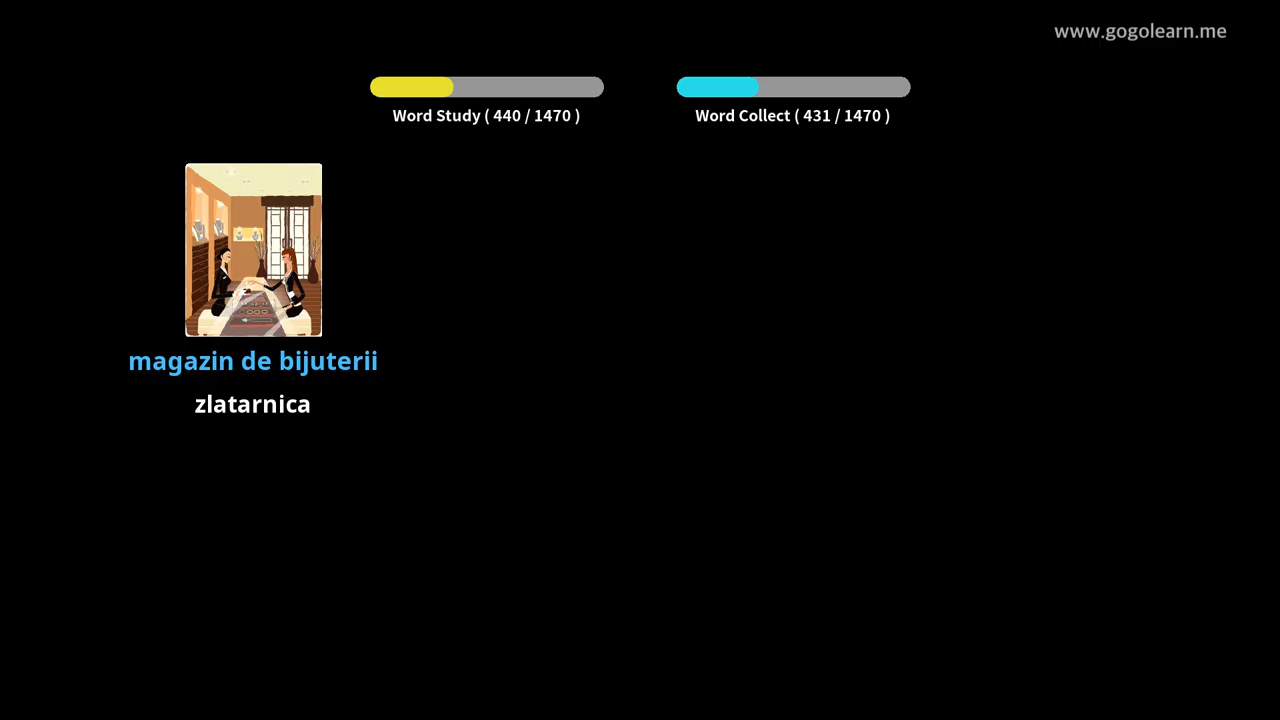 www.gogolearn.me
Word Study ( 440 / 1470 )
Word Collect ( 431 / 1470 )
magazin de bijuterii
zlatarnica